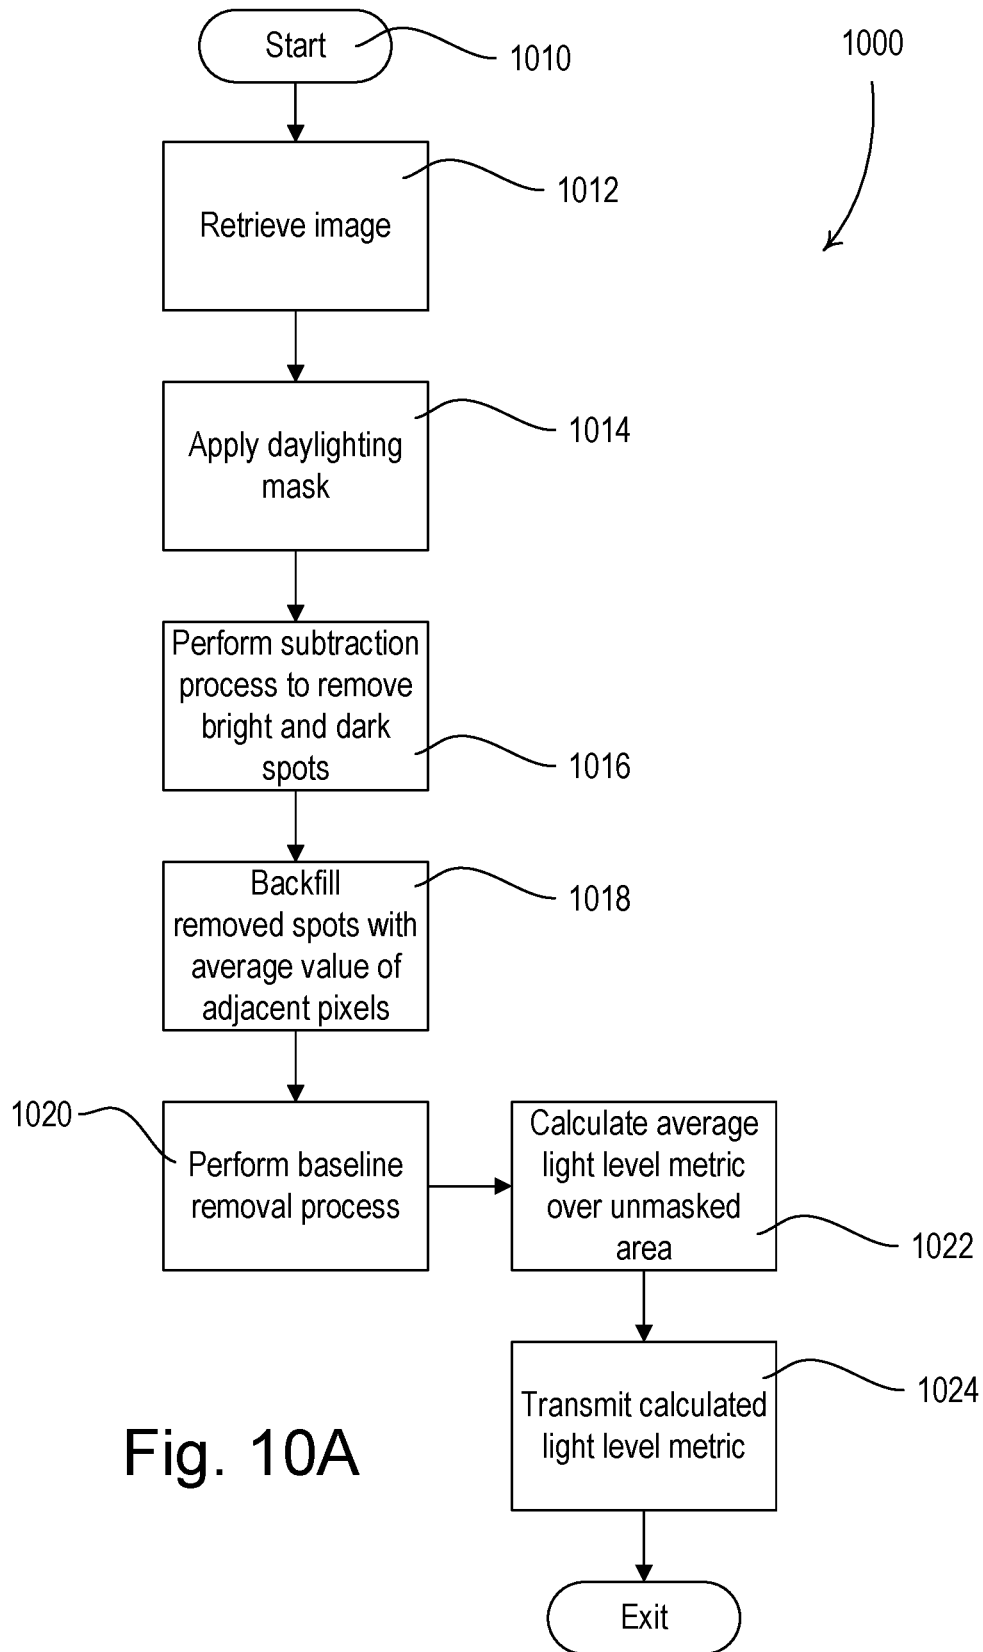 Start
1010
1000
Retrieve image
1012
Apply daylighting
mask
1014
Perform subtraction
process to remove
bright and dark
spots
1016
Backfill
removed spots with
average value of
adjacent pixels
1018
1020
Perform baseline
removal process
Calculate average
light level metric
over unmasked
area
1022
Transmit calculated
light level metric
1024
Fig. 10A
Exit